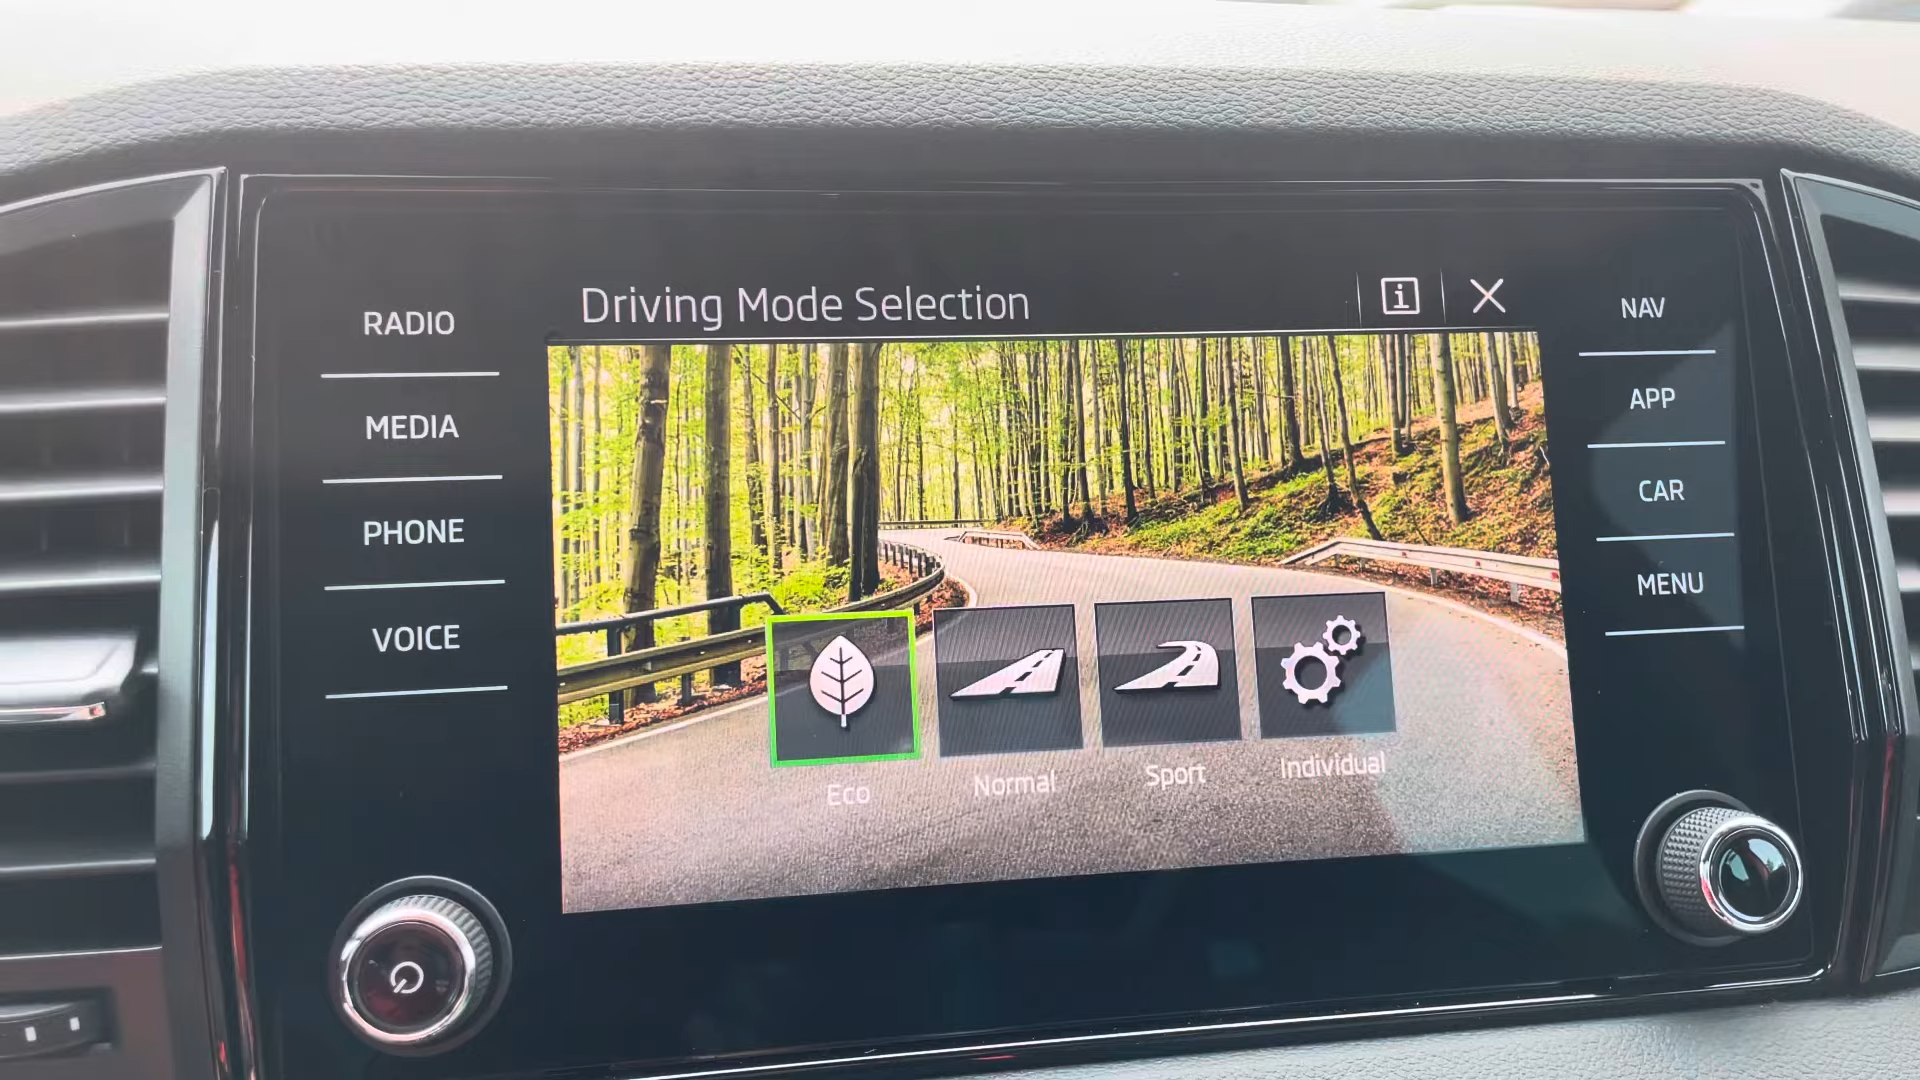 RADIO
MEDIA
PHONE
VOICE
Driving Mode Selection
i
Eco
Normal
Sport
Individual
NAV
APP
CAR
MENU